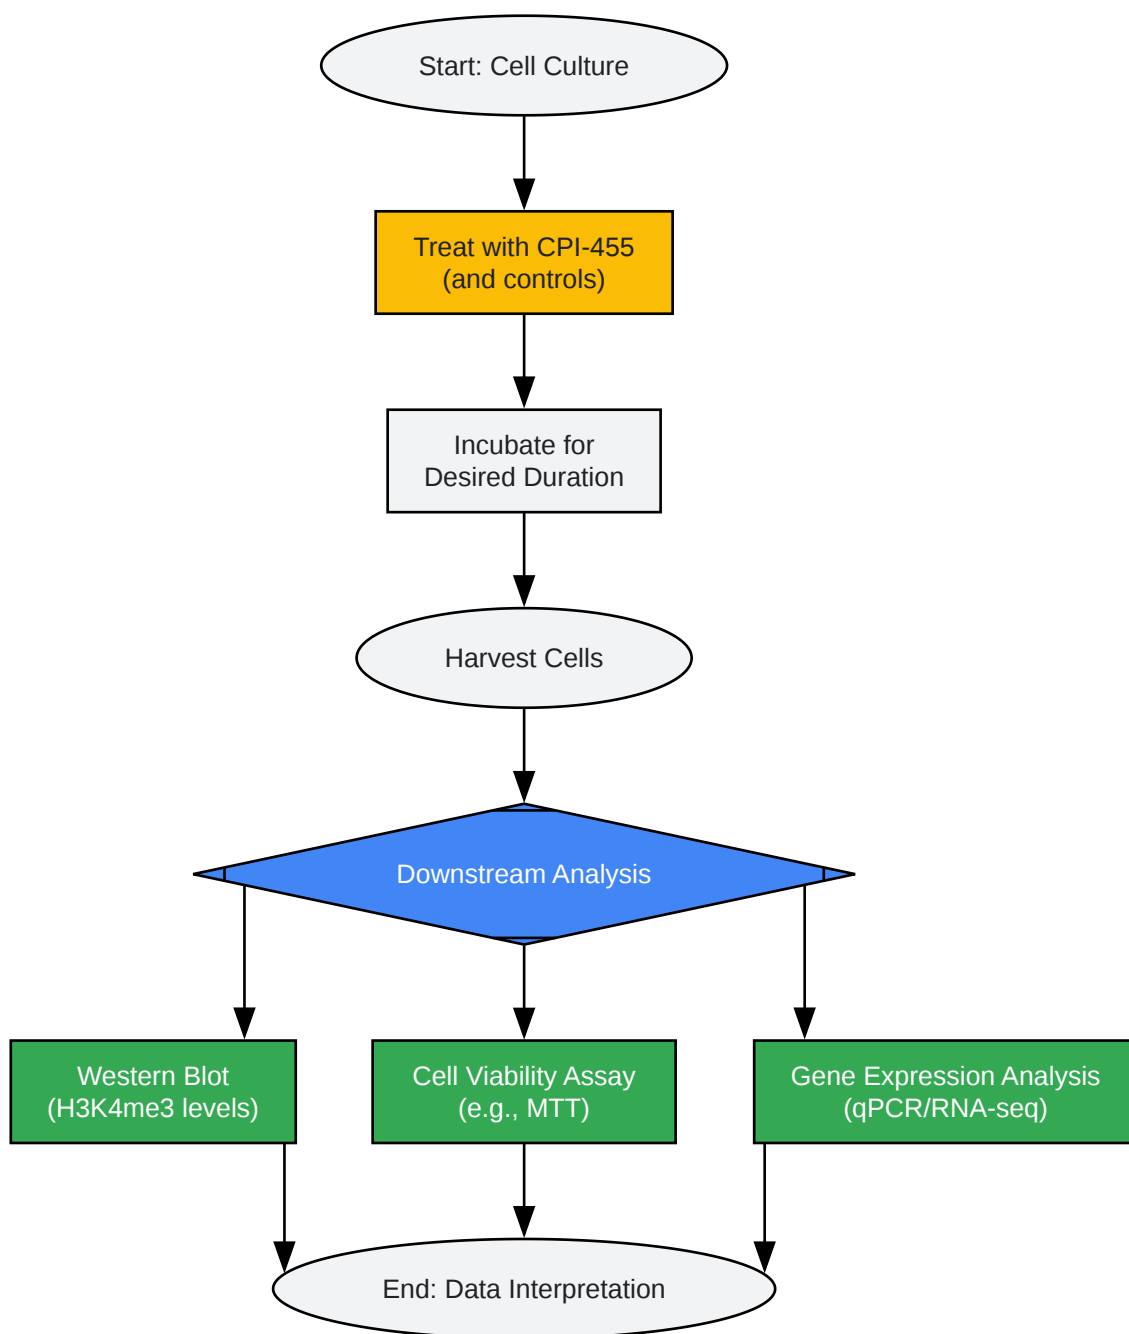 Start: Cell Culture
Treat with CPI-455
(and controls)
Incubate for
Desired Duration
Harvest Cells
Downstream Analysis
Western Blot
(H3K4me3 levels)
Cell Viability Assay
(e.g., MTT)
Gene Expression Analysis
(qPCR/RNA-seq)
End: Data Interpretation